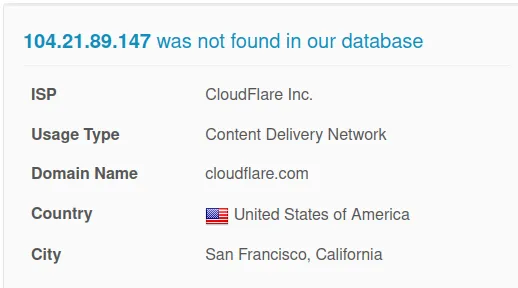 104.21.89.147 was not found in our database
ISP CloudFlare Inc.
Usage Type Content Delivery Network
Domain Name cloudflare.com
Country United States of America
City San Francisco, California